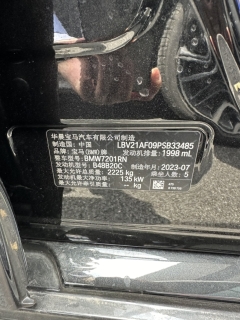 华晨宝马汽车有限公司制造
制造国:中国 LBV21AF09PSB33485
品牌:宝马(BMW)牌 发动机排量:1998 mL
整车型号:BMW7201RN
发动机型号:B48B20C 制造年月:2023-07
最大允许总质量:2225 kg
发动机最大净功率:135 kW 乘坐人数:5
-- kg